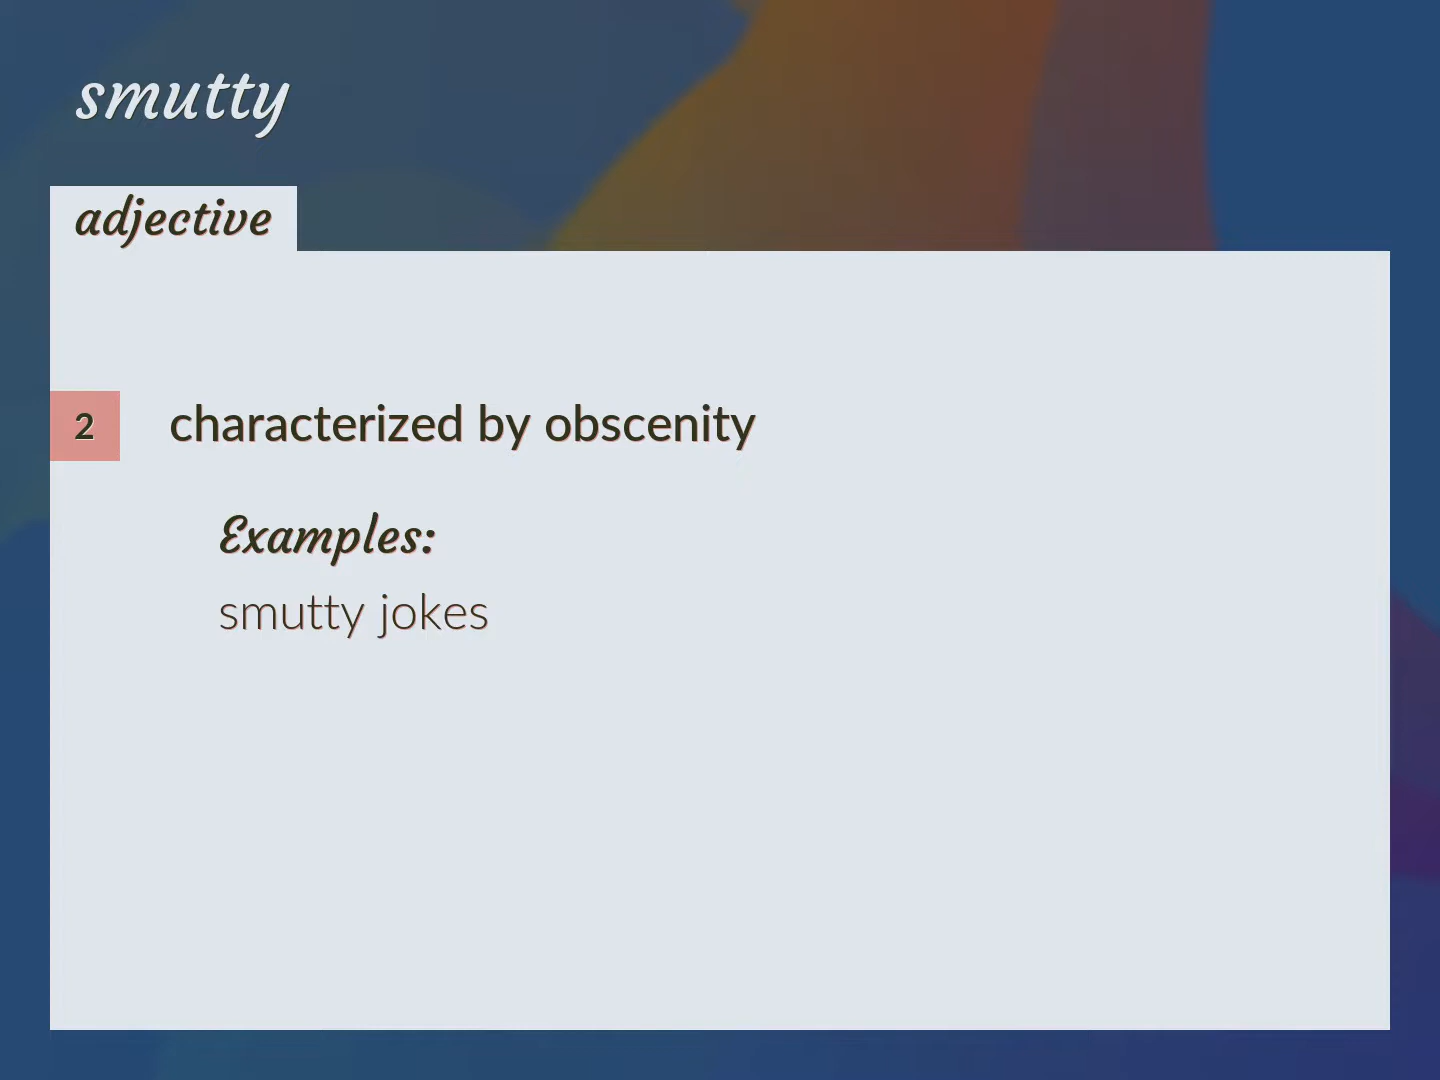 smutty
adjective
2 characterized by obscenity
Examples:
smutty jokes